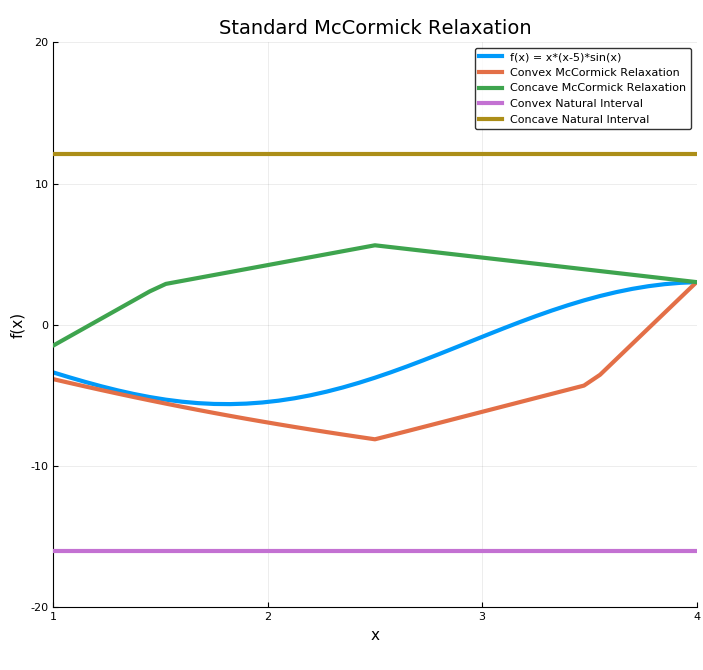 Standard McCormick Relaxation
f(x) = x*(x-5)*sin(x)
Convex McCormick Relaxation
Concave McCormick Relaxation
Convex Natural Interval
Concave Natural Interval
20
10
0
-10
-20
f(x)
1 2 3 4
x